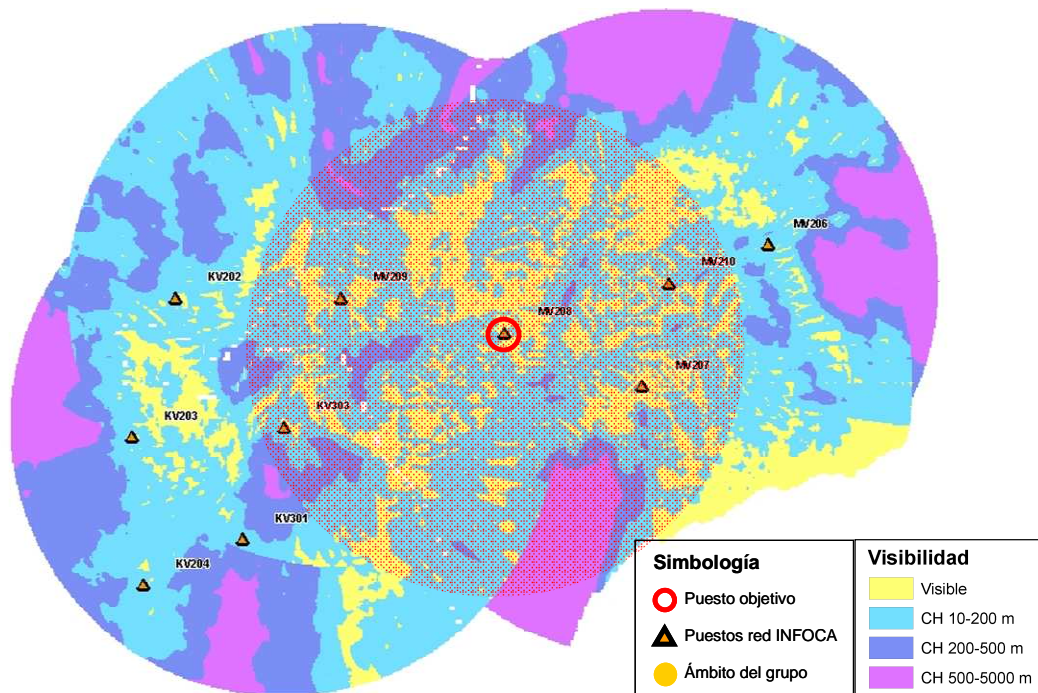 MV206
KV202
MV209
MV210
MV208
MV207
KV203
KV303
KV301
KV204
Simbología
Puesto objetivo
Puestos red INFOCA
Ámbito del grupo
Visibilidad
Visible
CH 10-200 m
CH 200-500 m
CH 500-5000 m